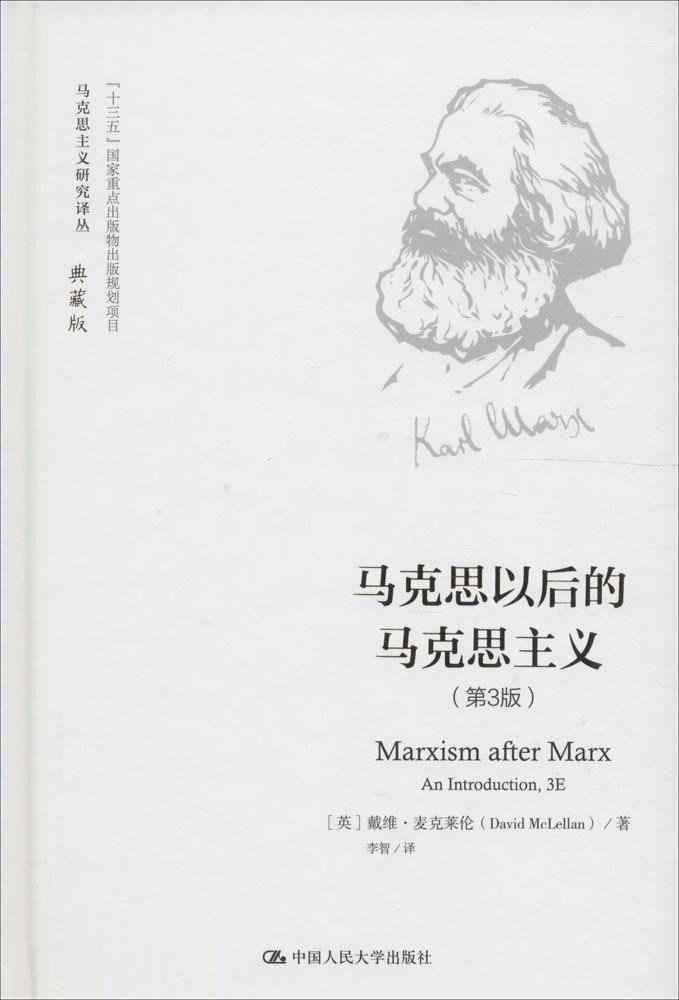 『十三五』国家重点出版物出版规划项目
马克思主义研究译丛
典藏版
Karl Marx
马克思以后的
马克思主义
（第3版）
Marxism after Marx
An Introduction, 3E
［英］戴维·麦克莱伦（David McLellan）／著
李智／译
中国人民大学出版社